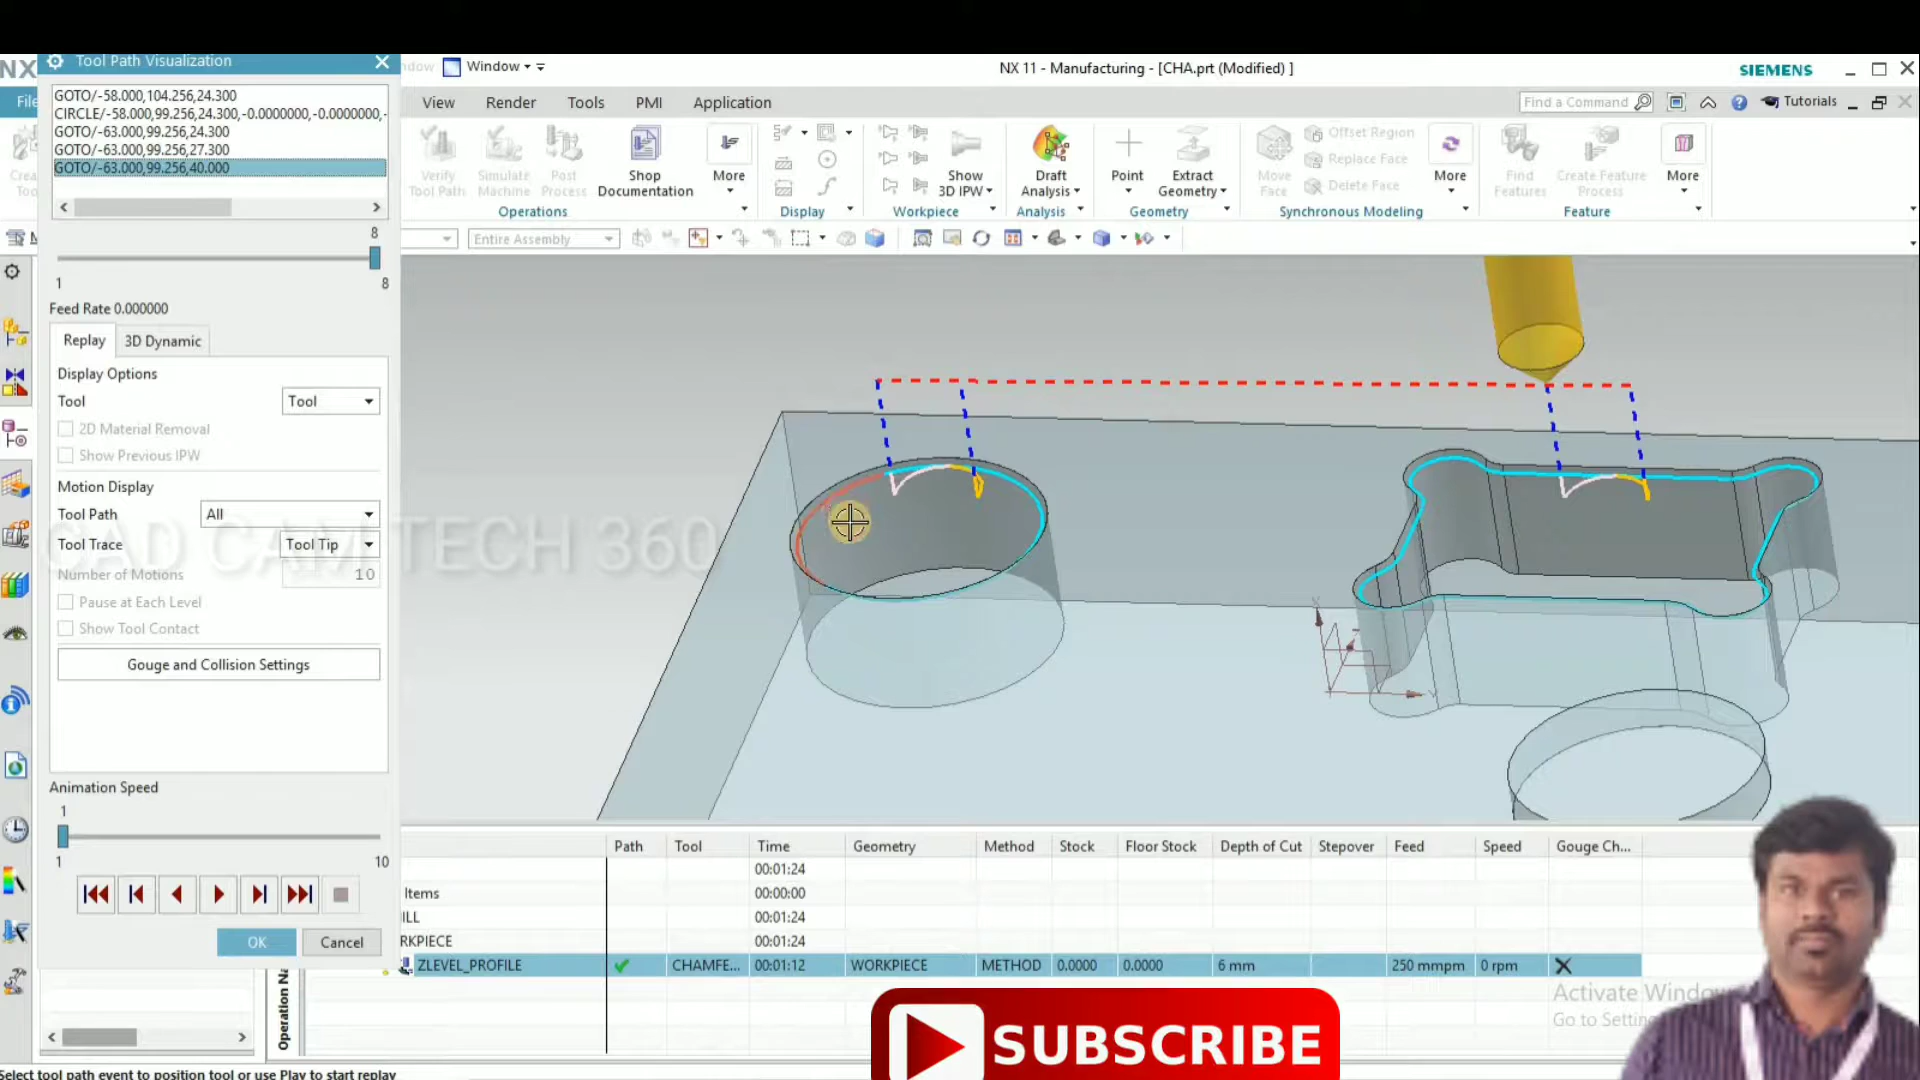 NX
Tool Path Visualization
Window
NX 11 - Manufacturing - [CHA.prt (Modified) ]
SIEMENS
File
View
Render
Tools
PMI
Application
Find a Command
Tutorials
GOTO/-58.000,104.256,24.300
CIRCLE/-58.000,99.256,24.300,-0.0000000,-0.0000000,-
GOTO/-63.000,99.256,24.300
GOTO/-63.000,99.256,27.300
GOTO/-63.000,99.256,40.000
Verify Tool Path
Simulate Machine
Post Process
Shop Documentation
More
Show 3D IPW
Draft Analysis
Point
Extract Geometry
Move Face
Offset Region
Replace Face
Delete Face
More
Find Features
Create Feature Process
More
Operations
Display
Workpiece
Analysis
Geometry
Synchronous Modeling
Feature
Entire Assembly
8
1
8
Feed Rate 0.000000
Replay
3D Dynamic
Display Options
Tool
Tool
2D Material Removal
Show Previous IPW
Motion Display
Tool Path
All
Tool Trace
Tool Tip
Number of Motions
10
Pause at Each Level
Show Tool Contact
Gouge and Collision Settings
CAD CAM TECH 360
Animation Speed
1
1
10
OK
Cancel
Path
Tool
Time
Geometry
Method
Stock
Floor Stock
Depth of Cut
Stepover
Feed
Speed
Gouge Ch...
00:01:24
Items
00:00:00
ILL
00:01:24
RKPIECE
00:01:24
ZLEVEL_PROFILE
CHAMFE...
00:01:12
WORKPIECE
METHOD
0.0000
0.0000
6 mm
250 mmpm
0 rpm
Operation Na
Activate Windo
Go to Settin
SUBSCRIBE
Select tool path event to position tool or use Play to start replay